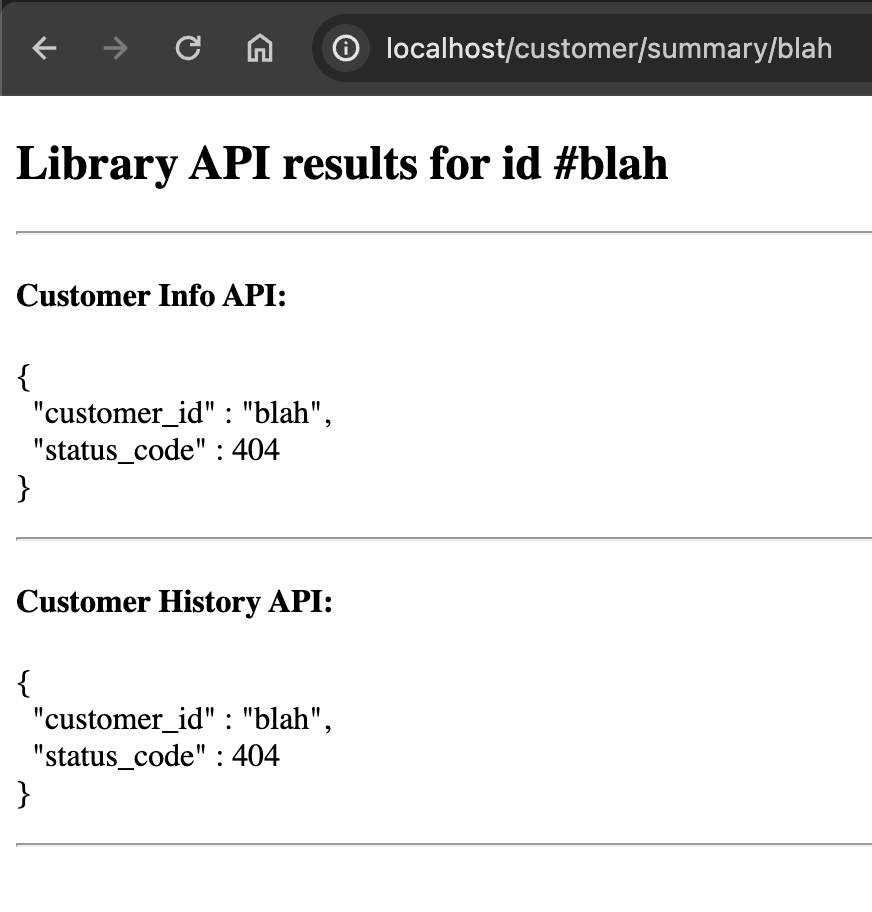 localhost/customer/summary/blah
Library API results for id #blah
Customer Info API:
{
  "customer_id" : "blah",
  "status_code" : 404
}
Customer History API:
{
  "customer_id" : "blah",
  "status_code" : 404
}